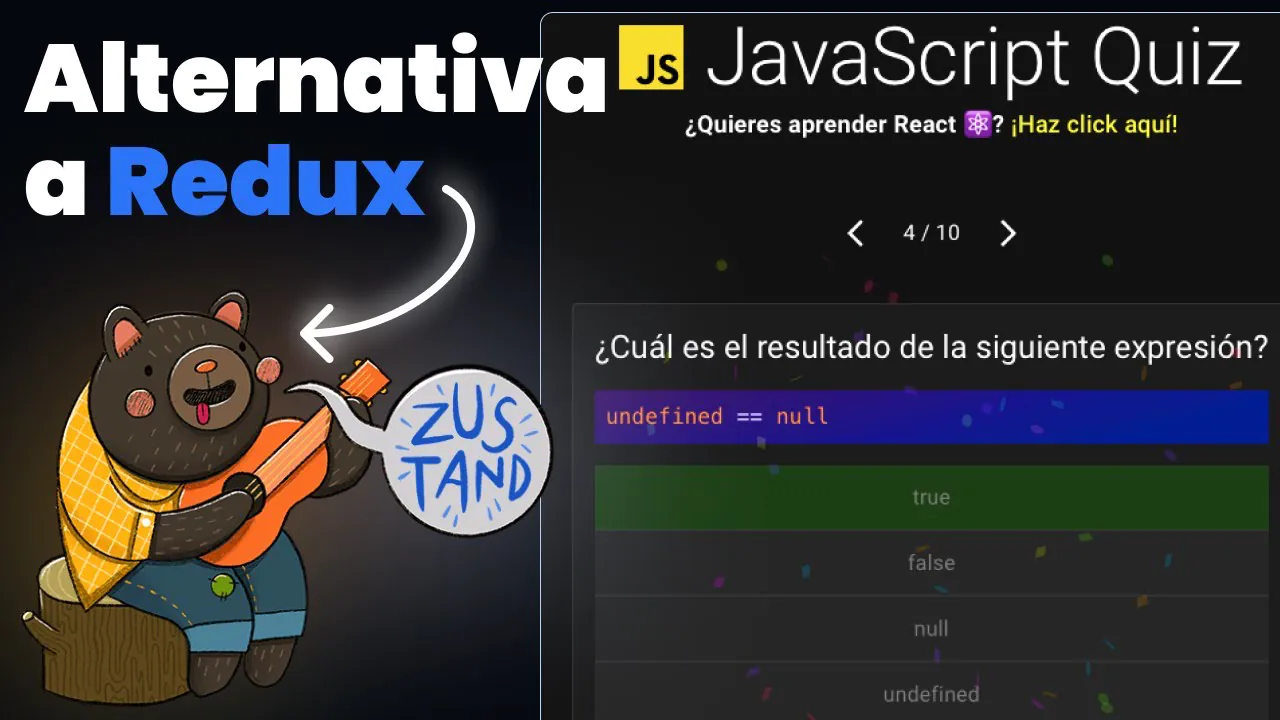 Alternativa
a Redux
ZUS
TAND
JS JavaScript Quiz
¿Quieres aprender React ⚛️? ¡Haz click aquí!
4 / 10
¿Cuál es el resultado de la siguiente expresión?
undefined == null
true
false
null
undefined